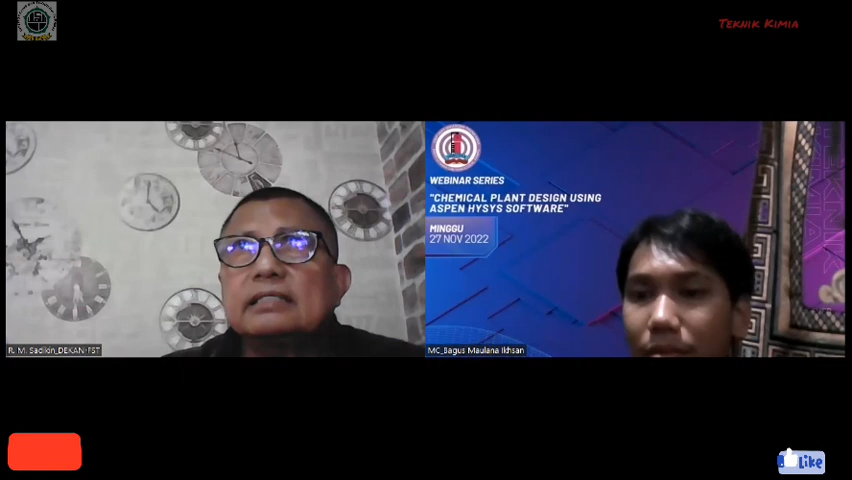 TEKNIK KIMIA
WEBINAR SERIES
"CHEMICAL PLANT DESIGN USING
ASPEN HYSYS SOFTWARE"
MINGGU
27 NOV 2022
R. M. Sadikin_DEKAN-FST
MC_Bagus Maulana Ikhsan
Like